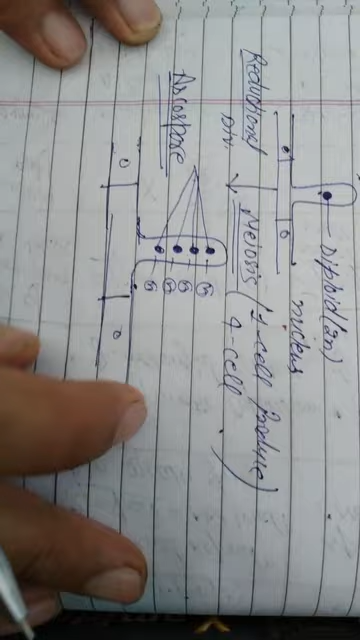 Diploid (2n)
nucleus
Reductional
Div
Meiosis (1-cell Produce
4-cell)
Ascospore
n n n n